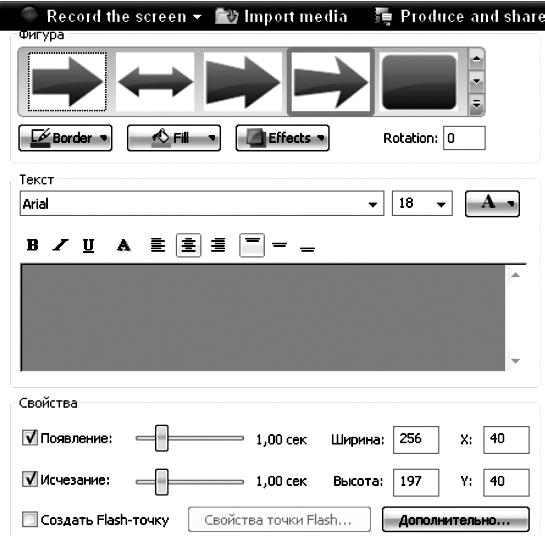 Record the screen Import media Produce and share
Фигура
Border Fill Effects Rotation: 0
Текст
Arial 18 A
B I U A
Свойства
Появление: 1,00 сек Ширина: 256 X: 40
Исчезание: 1,00 сек Высота: 197 Y: 40
Создать Flash-точку Свойства точки Flash... Дополнительно...